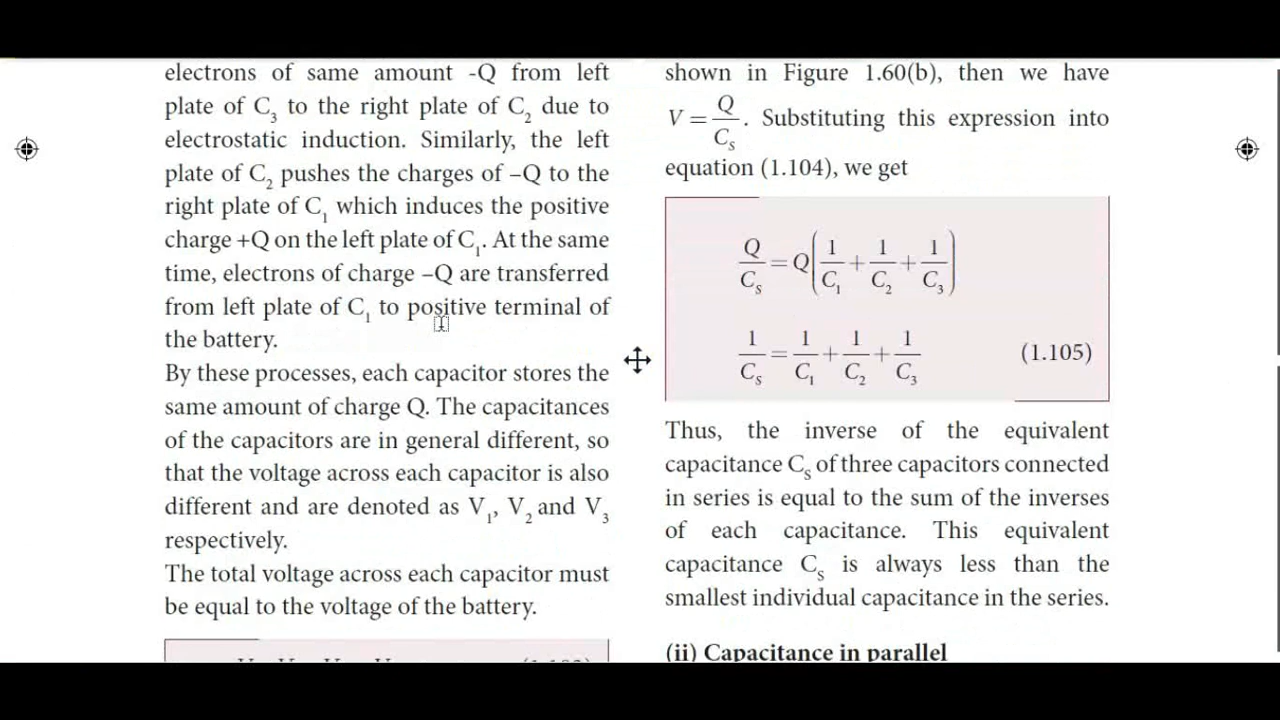 electrons of same amount -Q from left
plate of C₃ to the right plate of C₂ due to
electrostatic induction. Similarly, the left
plate of C₂ pushes the charges of –Q to the
right plate of C₁ which induces the positive
charge +Q on the left plate of C₁. At the same
time, electrons of charge –Q are transferred
from left plate of C₁ to positive terminal of
the battery.
By these processes, each capacitor stores the
same amount of charge Q. The capacitances
of the capacitors are in general different, so
that the voltage across each capacitor is also
different and are denoted as V₁, V₂ and V₃
respectively.
The total voltage across each capacitor must
be equal to the voltage of the battery.
shown in Figure 1.60(b), then we have
V = Q/Cₛ. Substituting this expression into
equation (1.104), we get
Q/Cₛ = Q(1/C₁ + 1/C₂ + 1/C₃)
1/Cₛ = 1/C₁ + 1/C₂ + 1/C₃ (1.105)
Thus, the inverse of the equivalent
capacitance Cₛ of three capacitors connected
in series is equal to the sum of the inverses
of each capacitance. This equivalent
capacitance Cₛ is always less than the
smallest individual capacitance in the series.
(ii) Capacitance in parallel